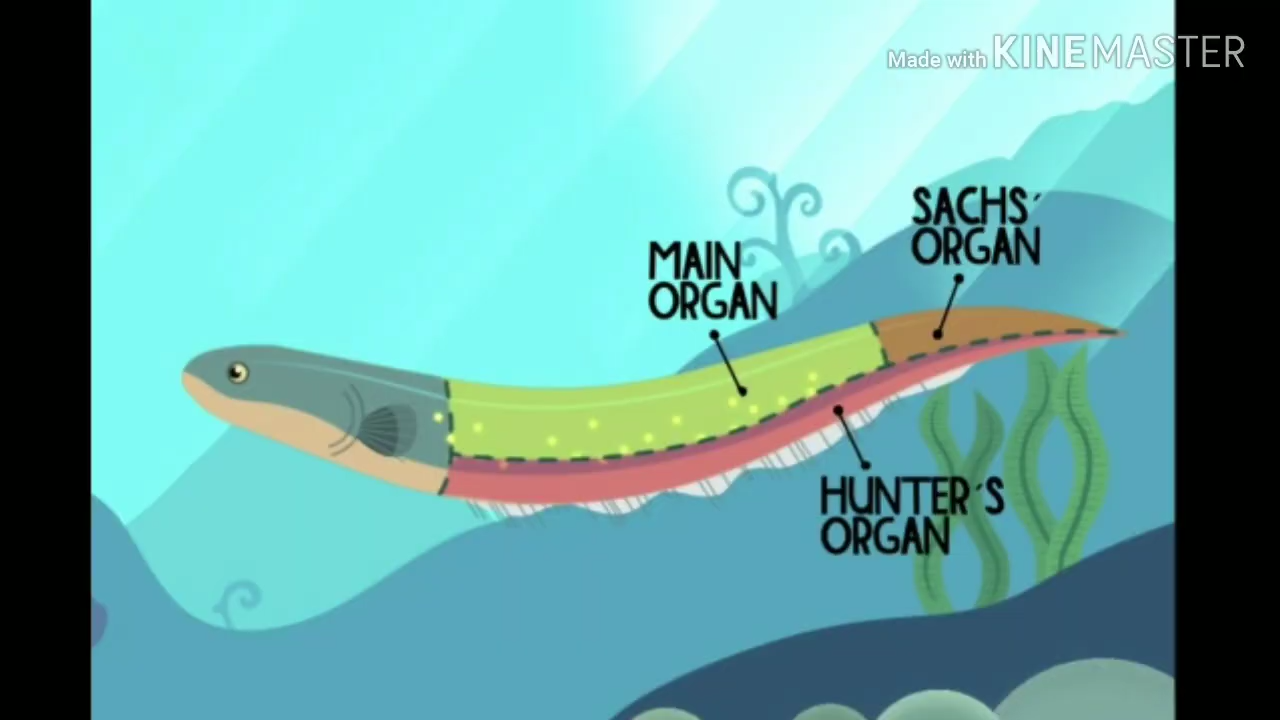 Made with KINEMASTER
SACHS´
ORGAN
MAIN
ORGAN
HUNTER´S
ORGAN